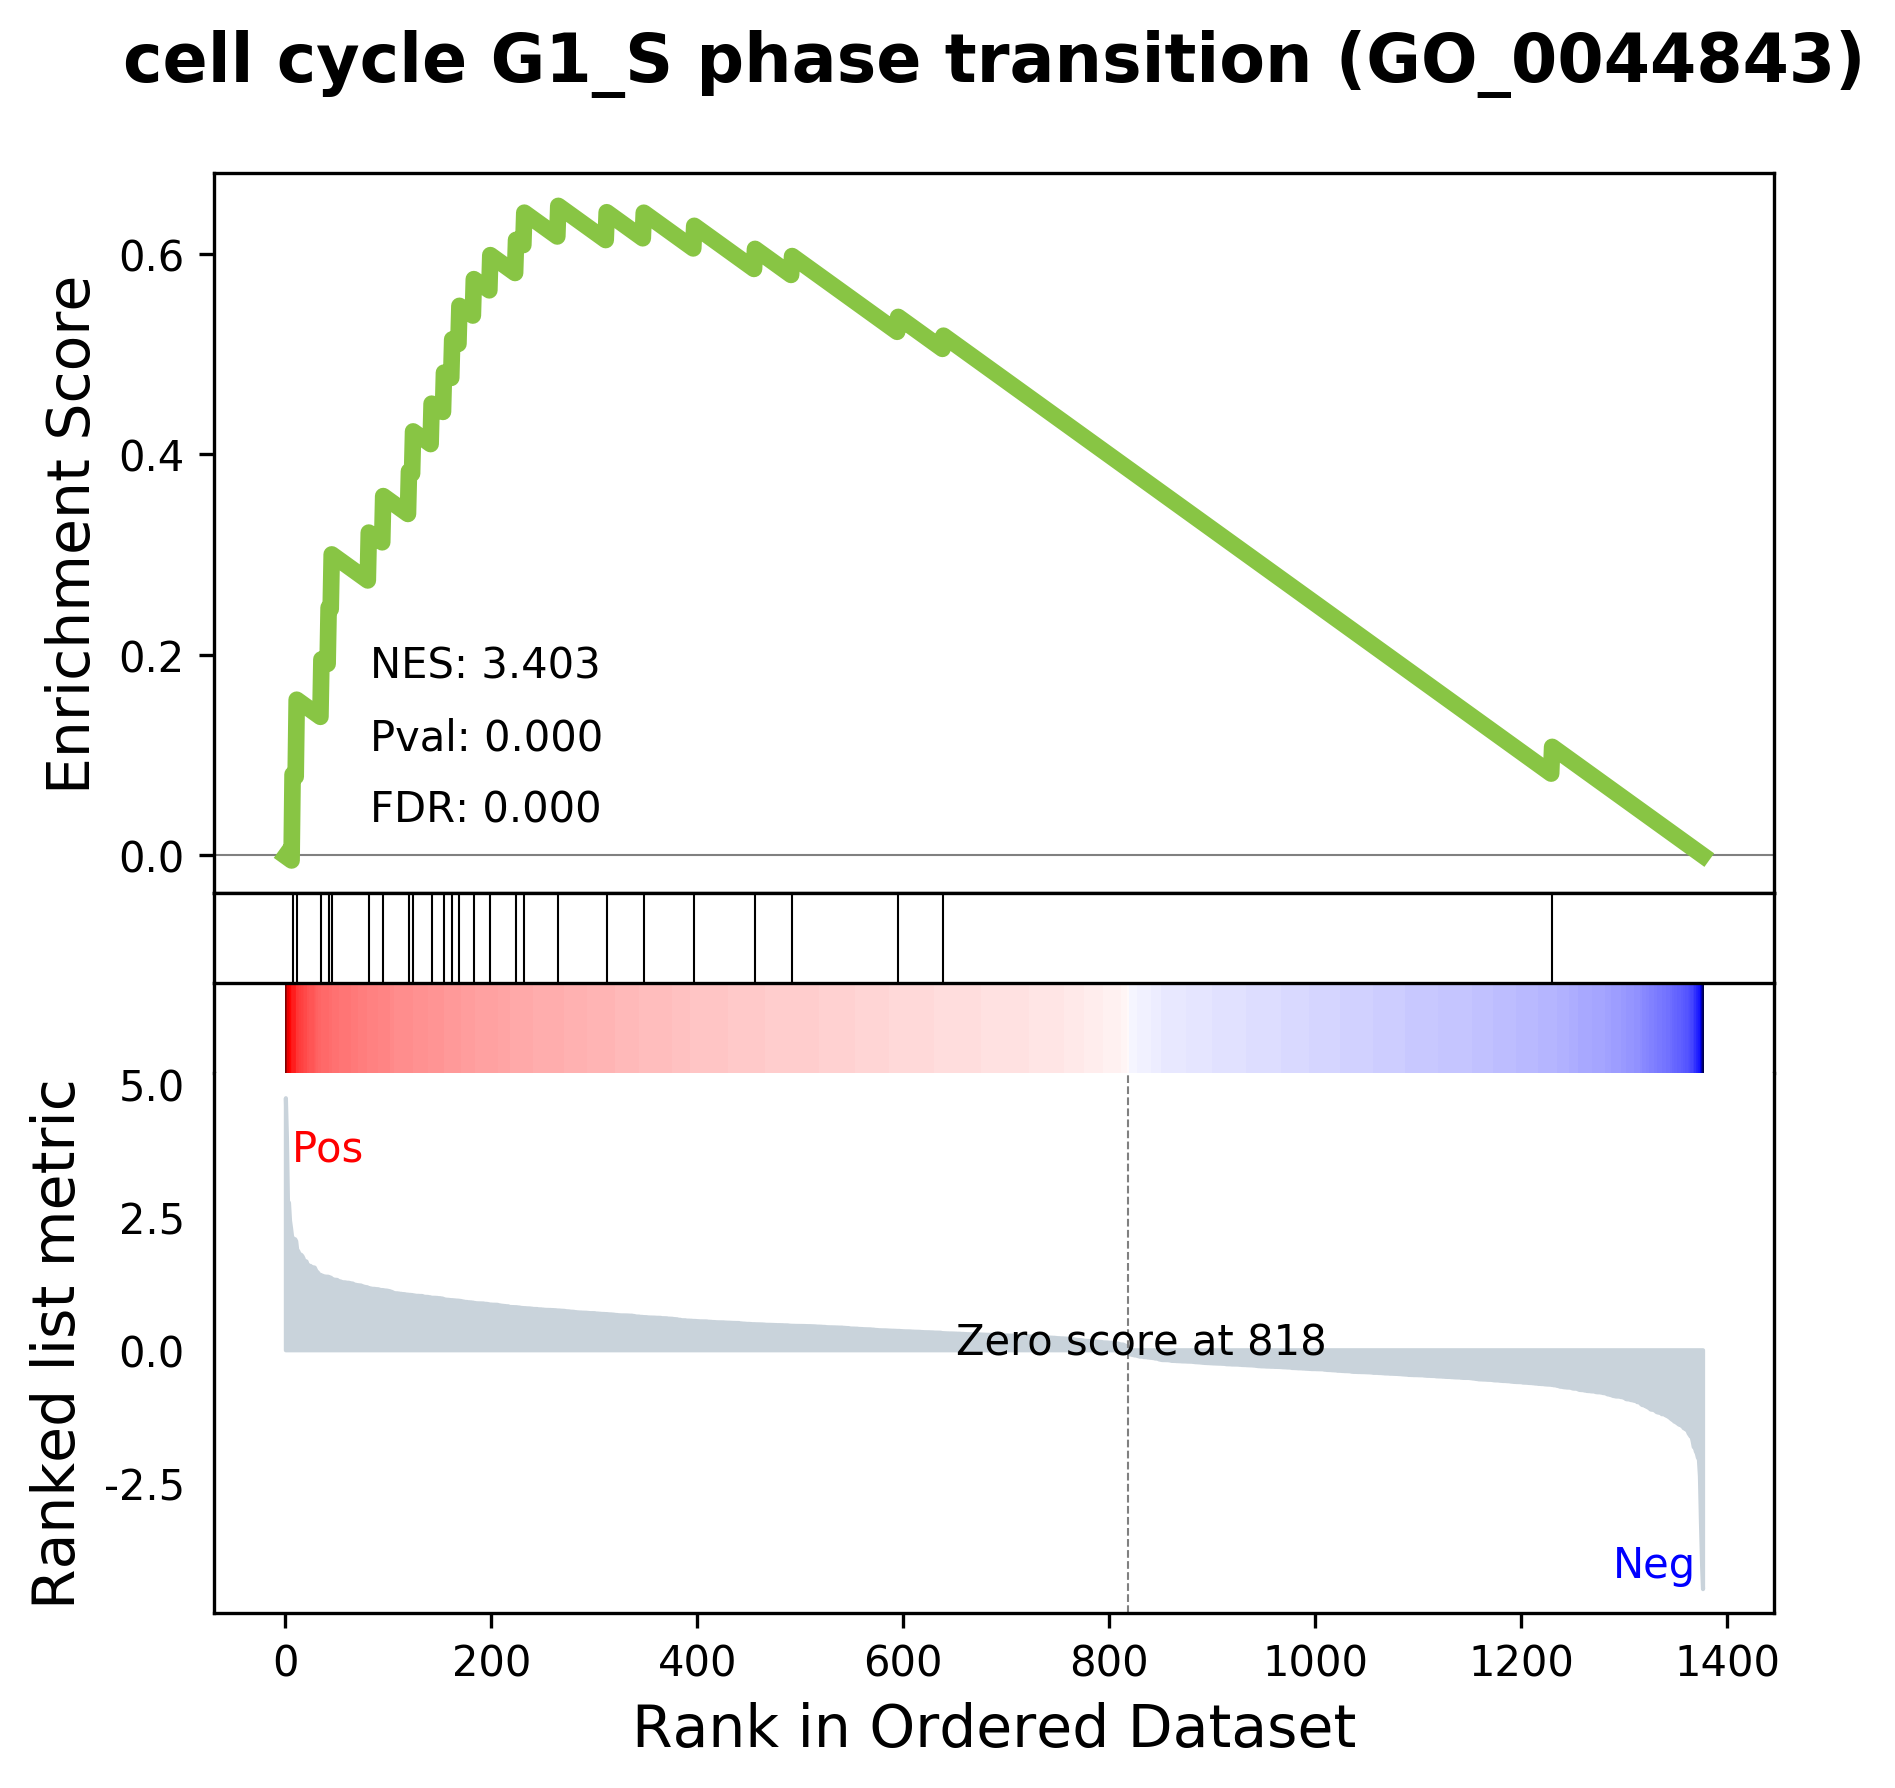 cell cycle G1_S phase transition (GO_0044843)
Enrichment Score
0.6
0.4
0.2
0.0
NES: 3.403
Pval: 0.000
FDR: 0.000
Ranked list metric
5.0
2.5
0.0
-2.5
Pos
Zero score at 818
Neg
0 200 400 600 800 1000 1200 1400
Rank in Ordered Dataset